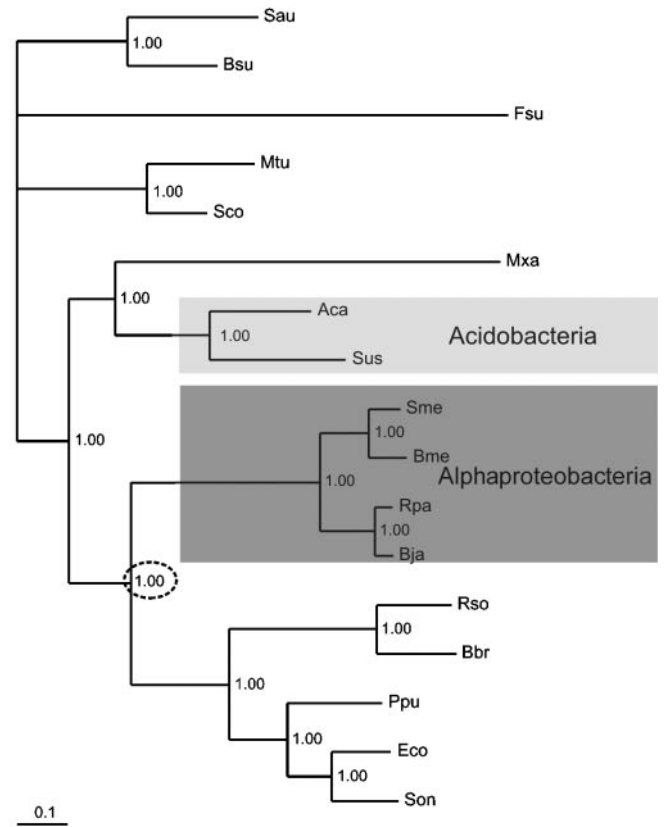 Sau
1.00
Bsu
Fsu
Mtu
1.00
Sco
Mxa
1.00
Aca
1.00
Acidobacteria
Sus
Sme
1.00
1.00
Bme
Alphaproteobacteria
1.00
Rpa
1.00
Bja
1.00
Rso
1.00
Bbr
1.00
Ppu
1.00
Eco
1.00
Son
0.1